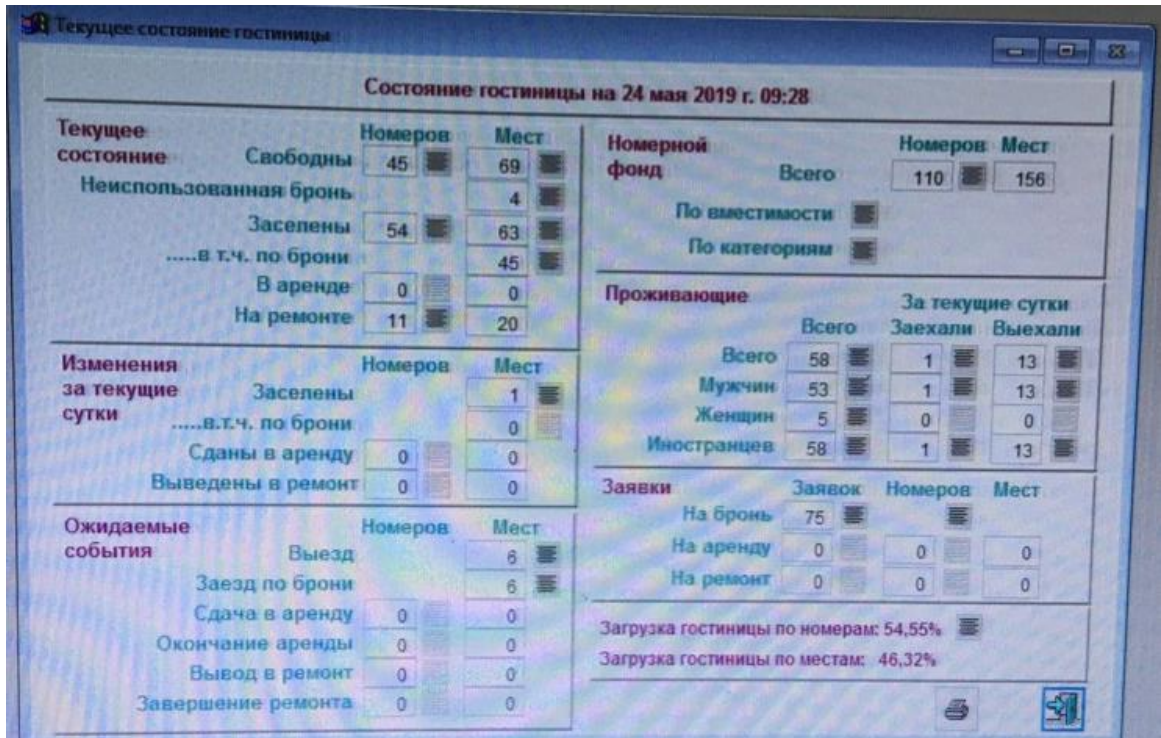 Текущее состояние гостиницы
Состояние гостиницы на 24 мая 2019 г. 09:28
Текущее состояние
Номеров Мест
Свободны 45 69
Неиспользованная бронь 4
Заселены 54 63
.....в т.ч. по брони 45
В аренде 0 0
На ремонте 11 20
Изменения за текущие сутки
Номеров Мест
Заселены 1
.....в.т.ч. по брони 0
Сданы в аренду 0 0
Выведены в ремонт 0 0
Ожидаемые события
Номеров Мест
Выезд 6
Заезд по брони 6
Сдача в аренду 0 0
Окончание аренды 0 0
Вывод в ремонт 0 0
Завершение ремонта 0 0
Номерной фонд
Номеров Мест
Всего 110 156
По вместимости
По категориям
Проживающие
За текущие сутки
Всего Заехали Выехали
Всего 58 1 13
Мужчин 53 1 13
Женщин 5 0 0
Иностранцев 58 1 13
Заявки Заявок Номеров Мест
На бронь 75
На аренду 0 0 0
На ремонт 0 0 0
Загрузка гостиницы по номерам: 54,55%
Загрузка гостиницы по местам: 46,32%